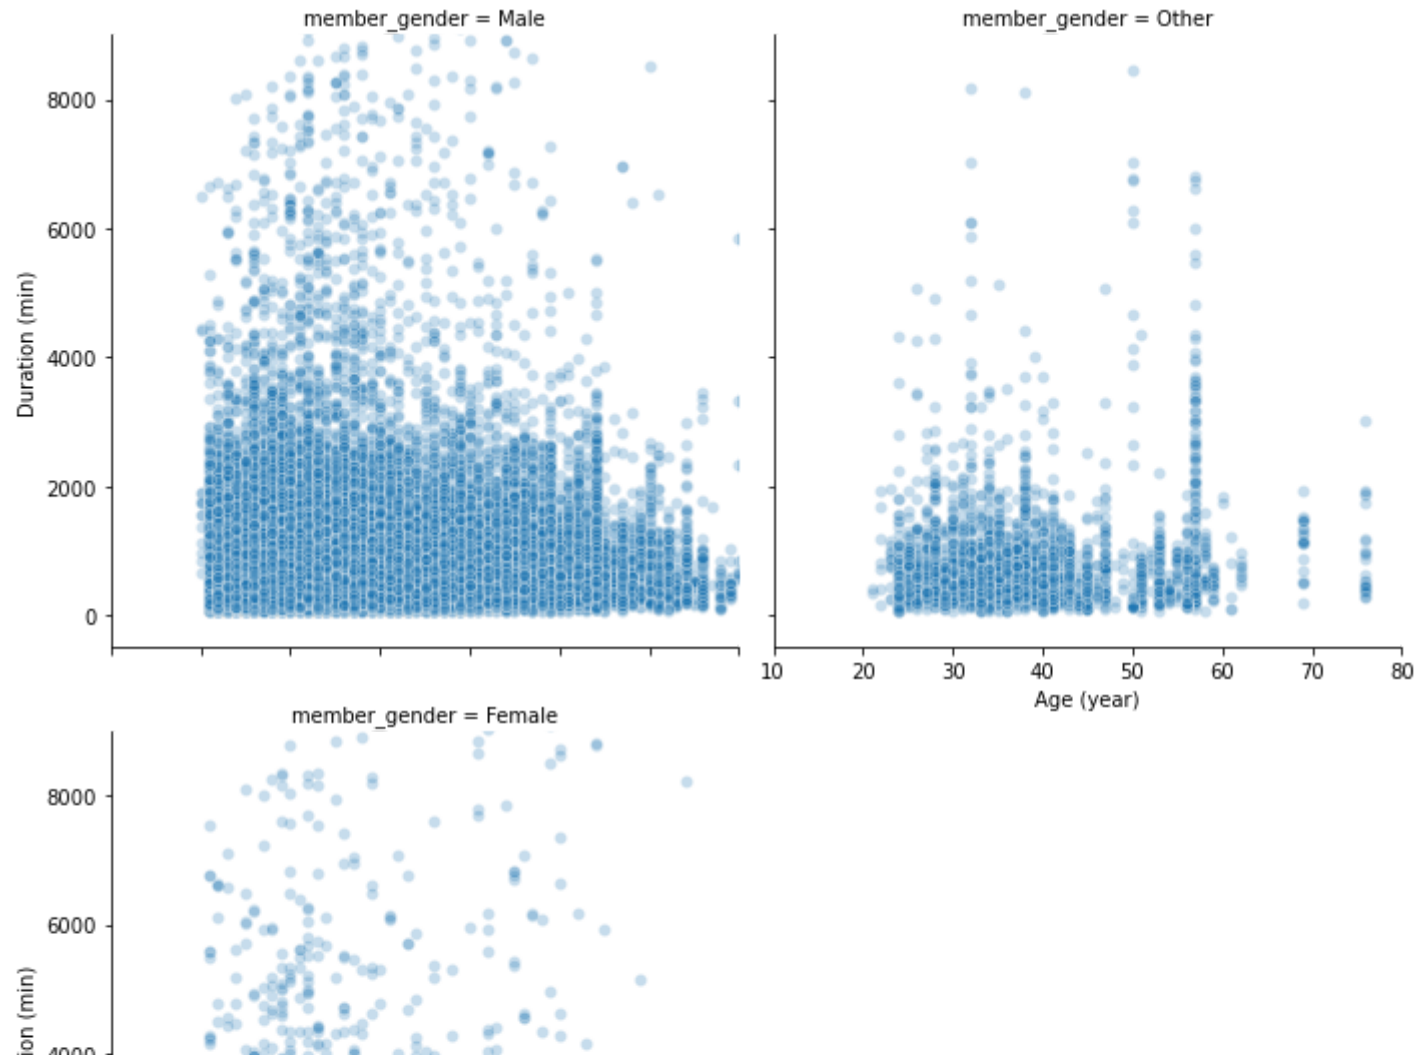 member_gender = Male
member_gender = Other
8000
6000
4000
2000
0
Duration (min)
10 20 30 40 50 60 70 80
Age (year)
member_gender = Female
8000
6000